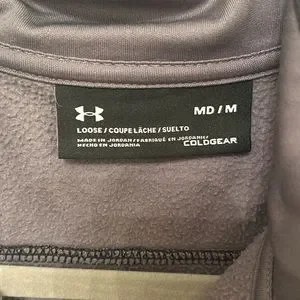 MD / M
LOOSE / COUPE LÂCHE / SUELTO
MADE IN JORDAN / FABRIQUÉ EN JORDANIE /
HECHO EN JORDANIA
COLDGEAR